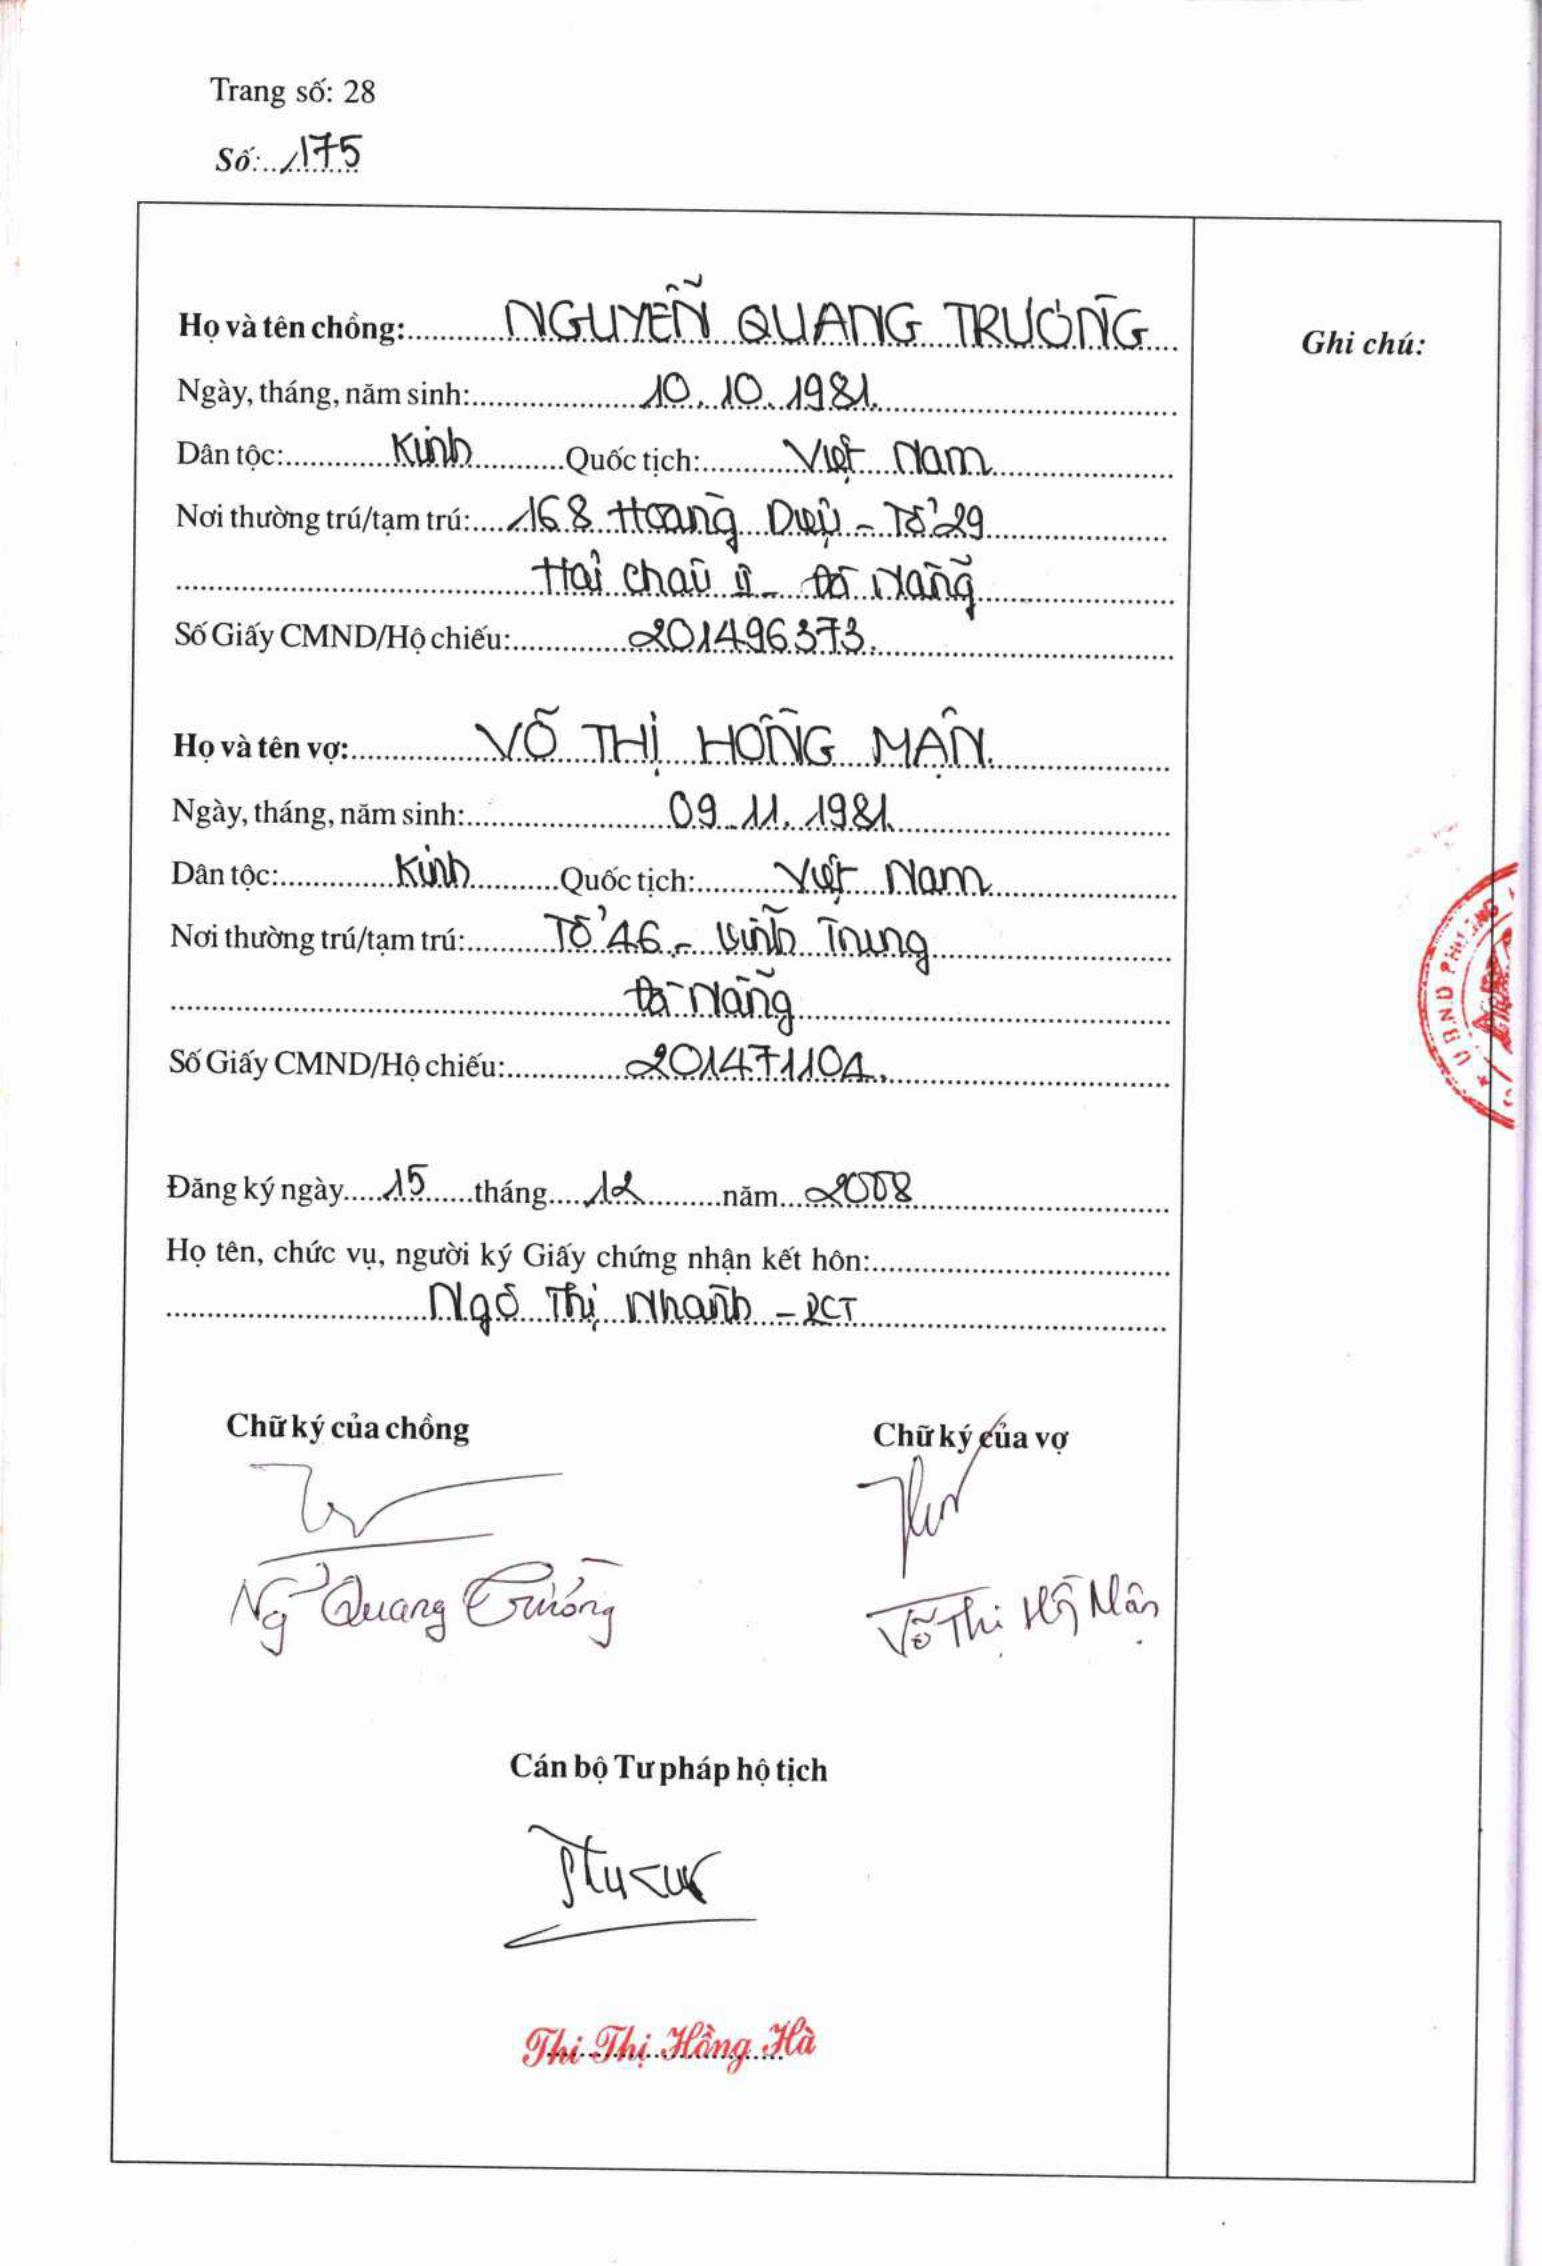 Trang số: 28
Số: 175
Họ và tên chồng: NGUYỄN QUANG TRƯỜNG
Ghi chú:
Ngày, tháng, năm sinh: 10.10.1981.
Dân tộc: Kinh Quốc tịch: Việt Nam
Nơi thường trú/tạm trú: 168 Hoàng Diệu - Tổ 29
Hải Châu II - Đà Nẵng
Số Giấy CMND/Hộ chiếu: 201496373.
Họ và tên vợ: VÕ THỊ HỒNG MẬN.
Ngày, tháng, năm sinh: 09.11.1981.
Dân tộc: Kinh Quốc tịch: Việt Nam
Nơi thường trú/tạm trú: Tổ 46 - Vĩnh Trung
Đà Nẵng
Số Giấy CMND/Hộ chiếu: 201471104.
U.B.N.D PHƯỜNG
Đăng ký ngày 15 tháng 12 năm 2008
Họ tên, chức vụ, người ký Giấy chứng nhận kết hôn:
Ngô Thị Nhành - PCT
Chữ ký của chồng Chữ ký của vợ
Ng~ Quang Trường Võ Thị Hồng Mận
Cán bộ Tư pháp hộ tịch
Thi Thị Hồng Hà